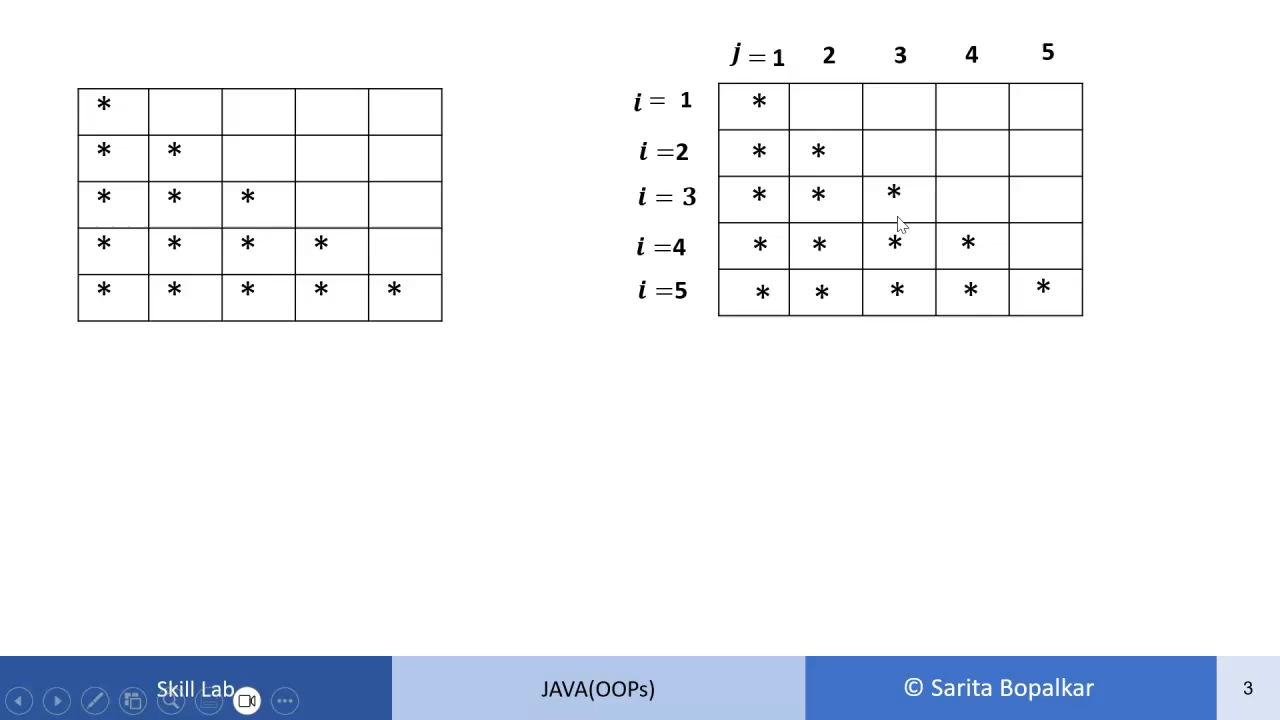 j = 1 2 3 4 5
*
* *
* * *
* * * *
* * * * *
i = 1 *
i =2 * *
i = 3 * * *
i =4 * * * *
i =5 * * * * *
Skill Lab
JAVA(OOPs)
© Sarita Bopalkar
3